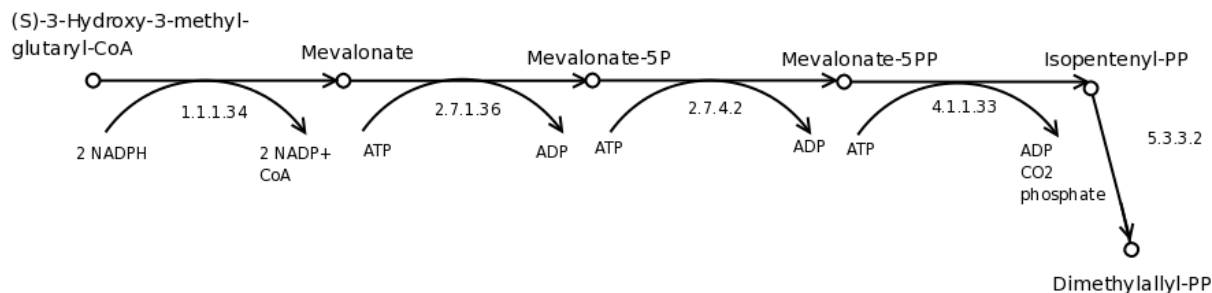 (S)-3-Hydroxy-3-methyl-
glutaryl-CoA
Mevalonate
Mevalonate-5P
Mevalonate-5PP
Isopentenyl-PP
1.1.1.34
2.7.1.36
2.7.4.2
4.1.1.33
5.3.3.2
2 NADPH
2 NADP+
CoA
ATP
ADP
ATP
ADP
ATP
ADP
CO2
phosphate
Dimethylallyl-PP